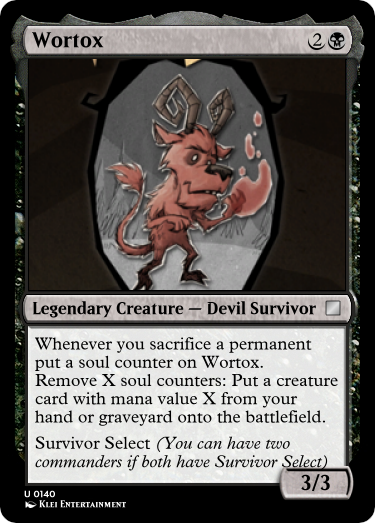 Wortox 2
Legendary Creature — Devil Survivor
Whenever you sacrifice a permanent
put a soul counter on Wortox.
Remove X soul counters: Put a creature
card with mana value X from your
hand or graveyard onto the battlefield.
Survivor Select (You can have two
commanders if both have Survivor Select)
3/3
U 0140
Klei Entertainment